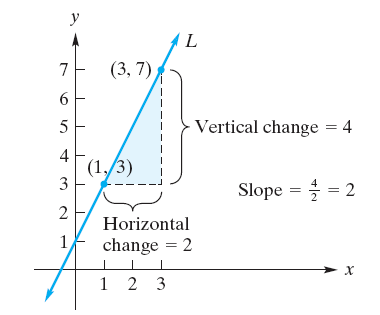 y
L
7
(3, 7)
6
5
Vertical change = 4
4
(1, 3)
3
Slope = 4/2 = 2
2
Horizontal
1
change = 2
x
1 2 3